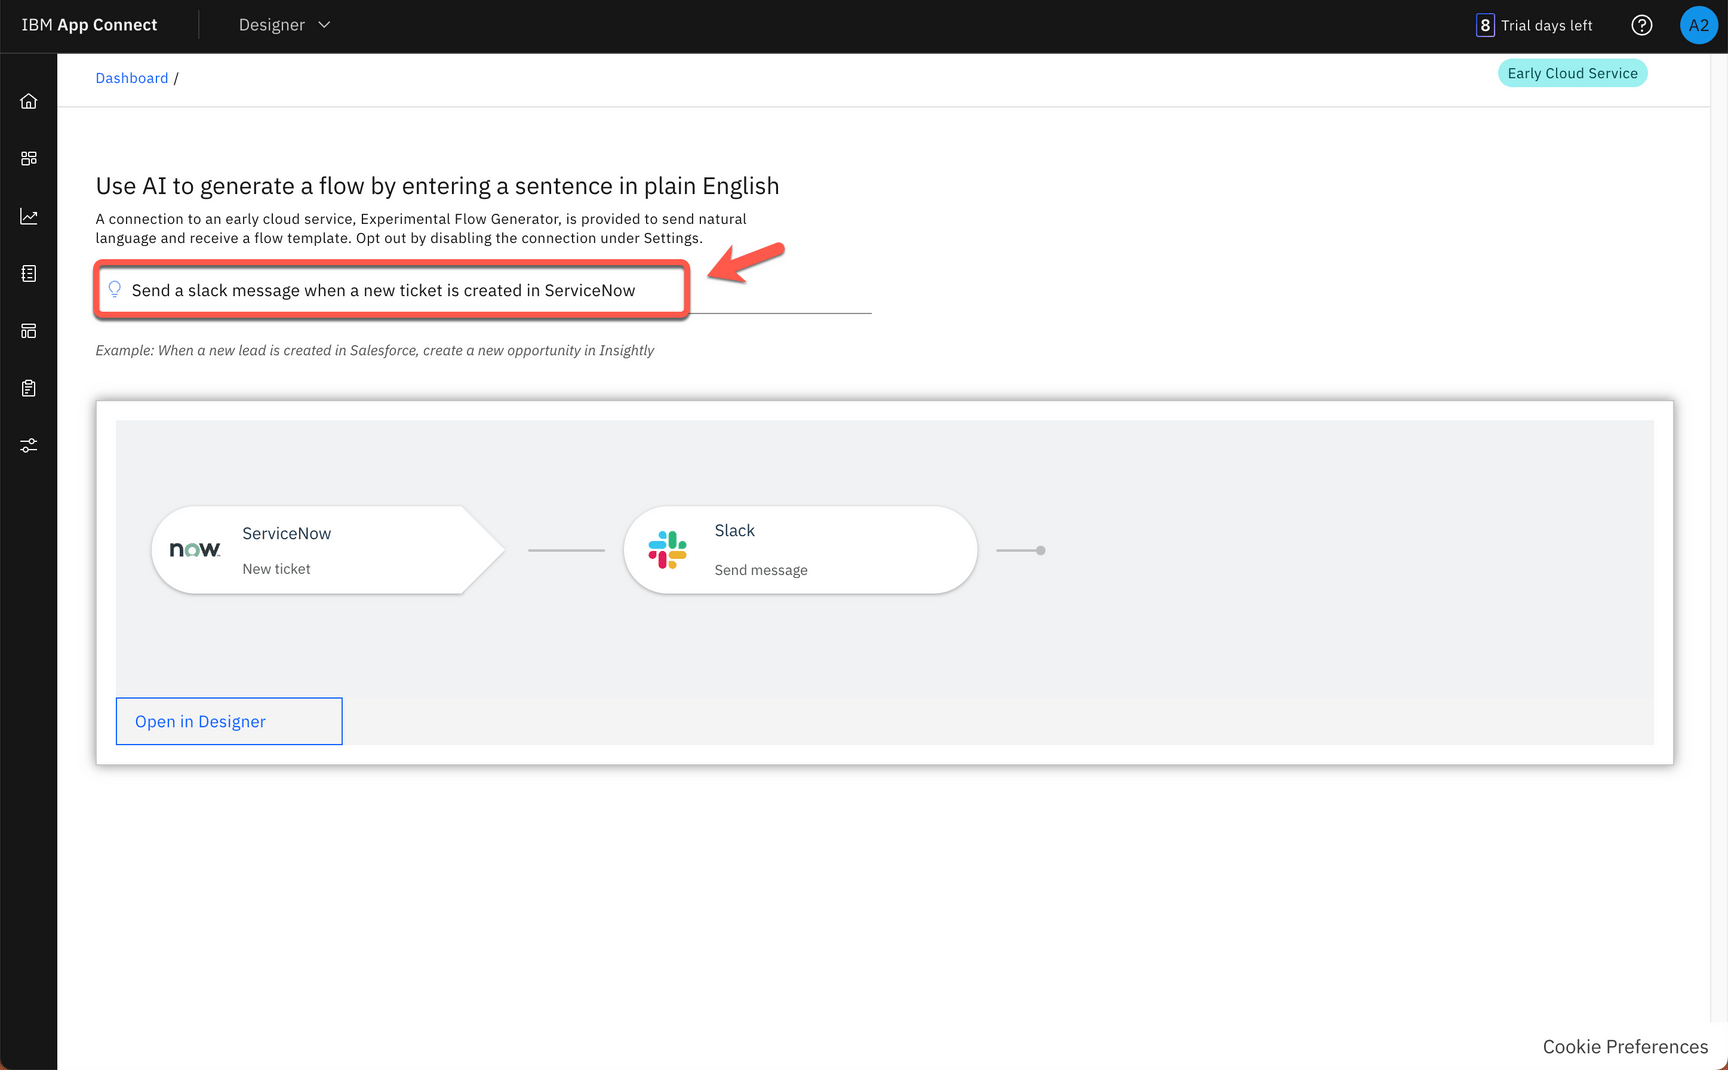 IBM App Connect
Designer
8 Trial days left
A2
Dashboard /
Early Cloud Service
Use AI to generate a flow by entering a sentence in plain English
A connection to an early cloud service, Experimental Flow Generator, is provided to send natural
language and receive a flow template. Opt out by disabling the connection under Settings.
Send a slack message when a new ticket is created in ServiceNow
Example: When a new lead is created in Salesforce, create a new opportunity in Insightly
now
ServiceNow
New ticket
Slack
Send message
Open in Designer
Cookie Preferences